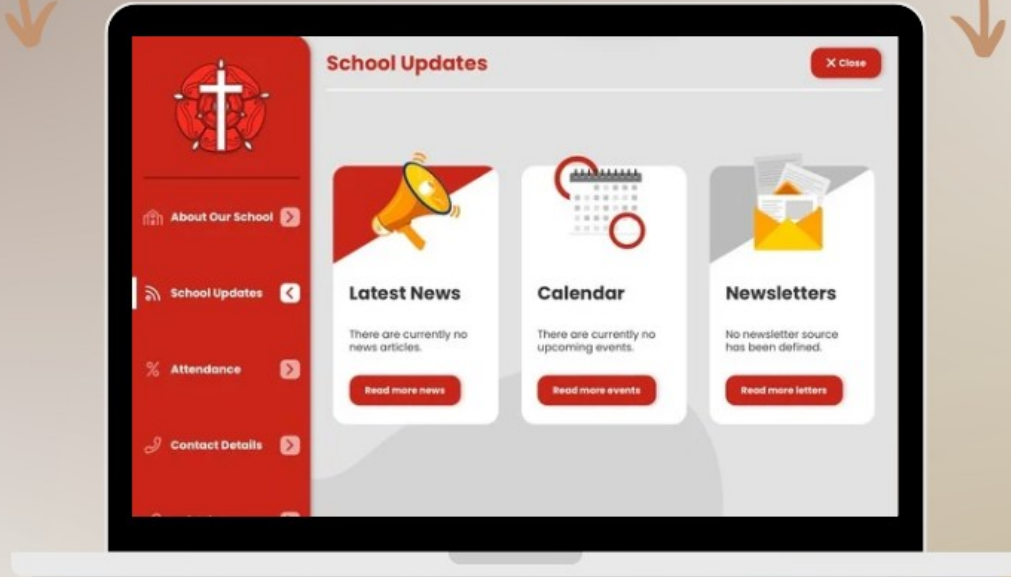 School Updates
X Close
About Our School
School Updates
Attendance
Contact Details
Latest News
There are currently no
news articles.
Read more news
Calendar
There are currently no
upcoming events.
Read more events
Newsletters
No newsletter source
has been defined.
Read more letters